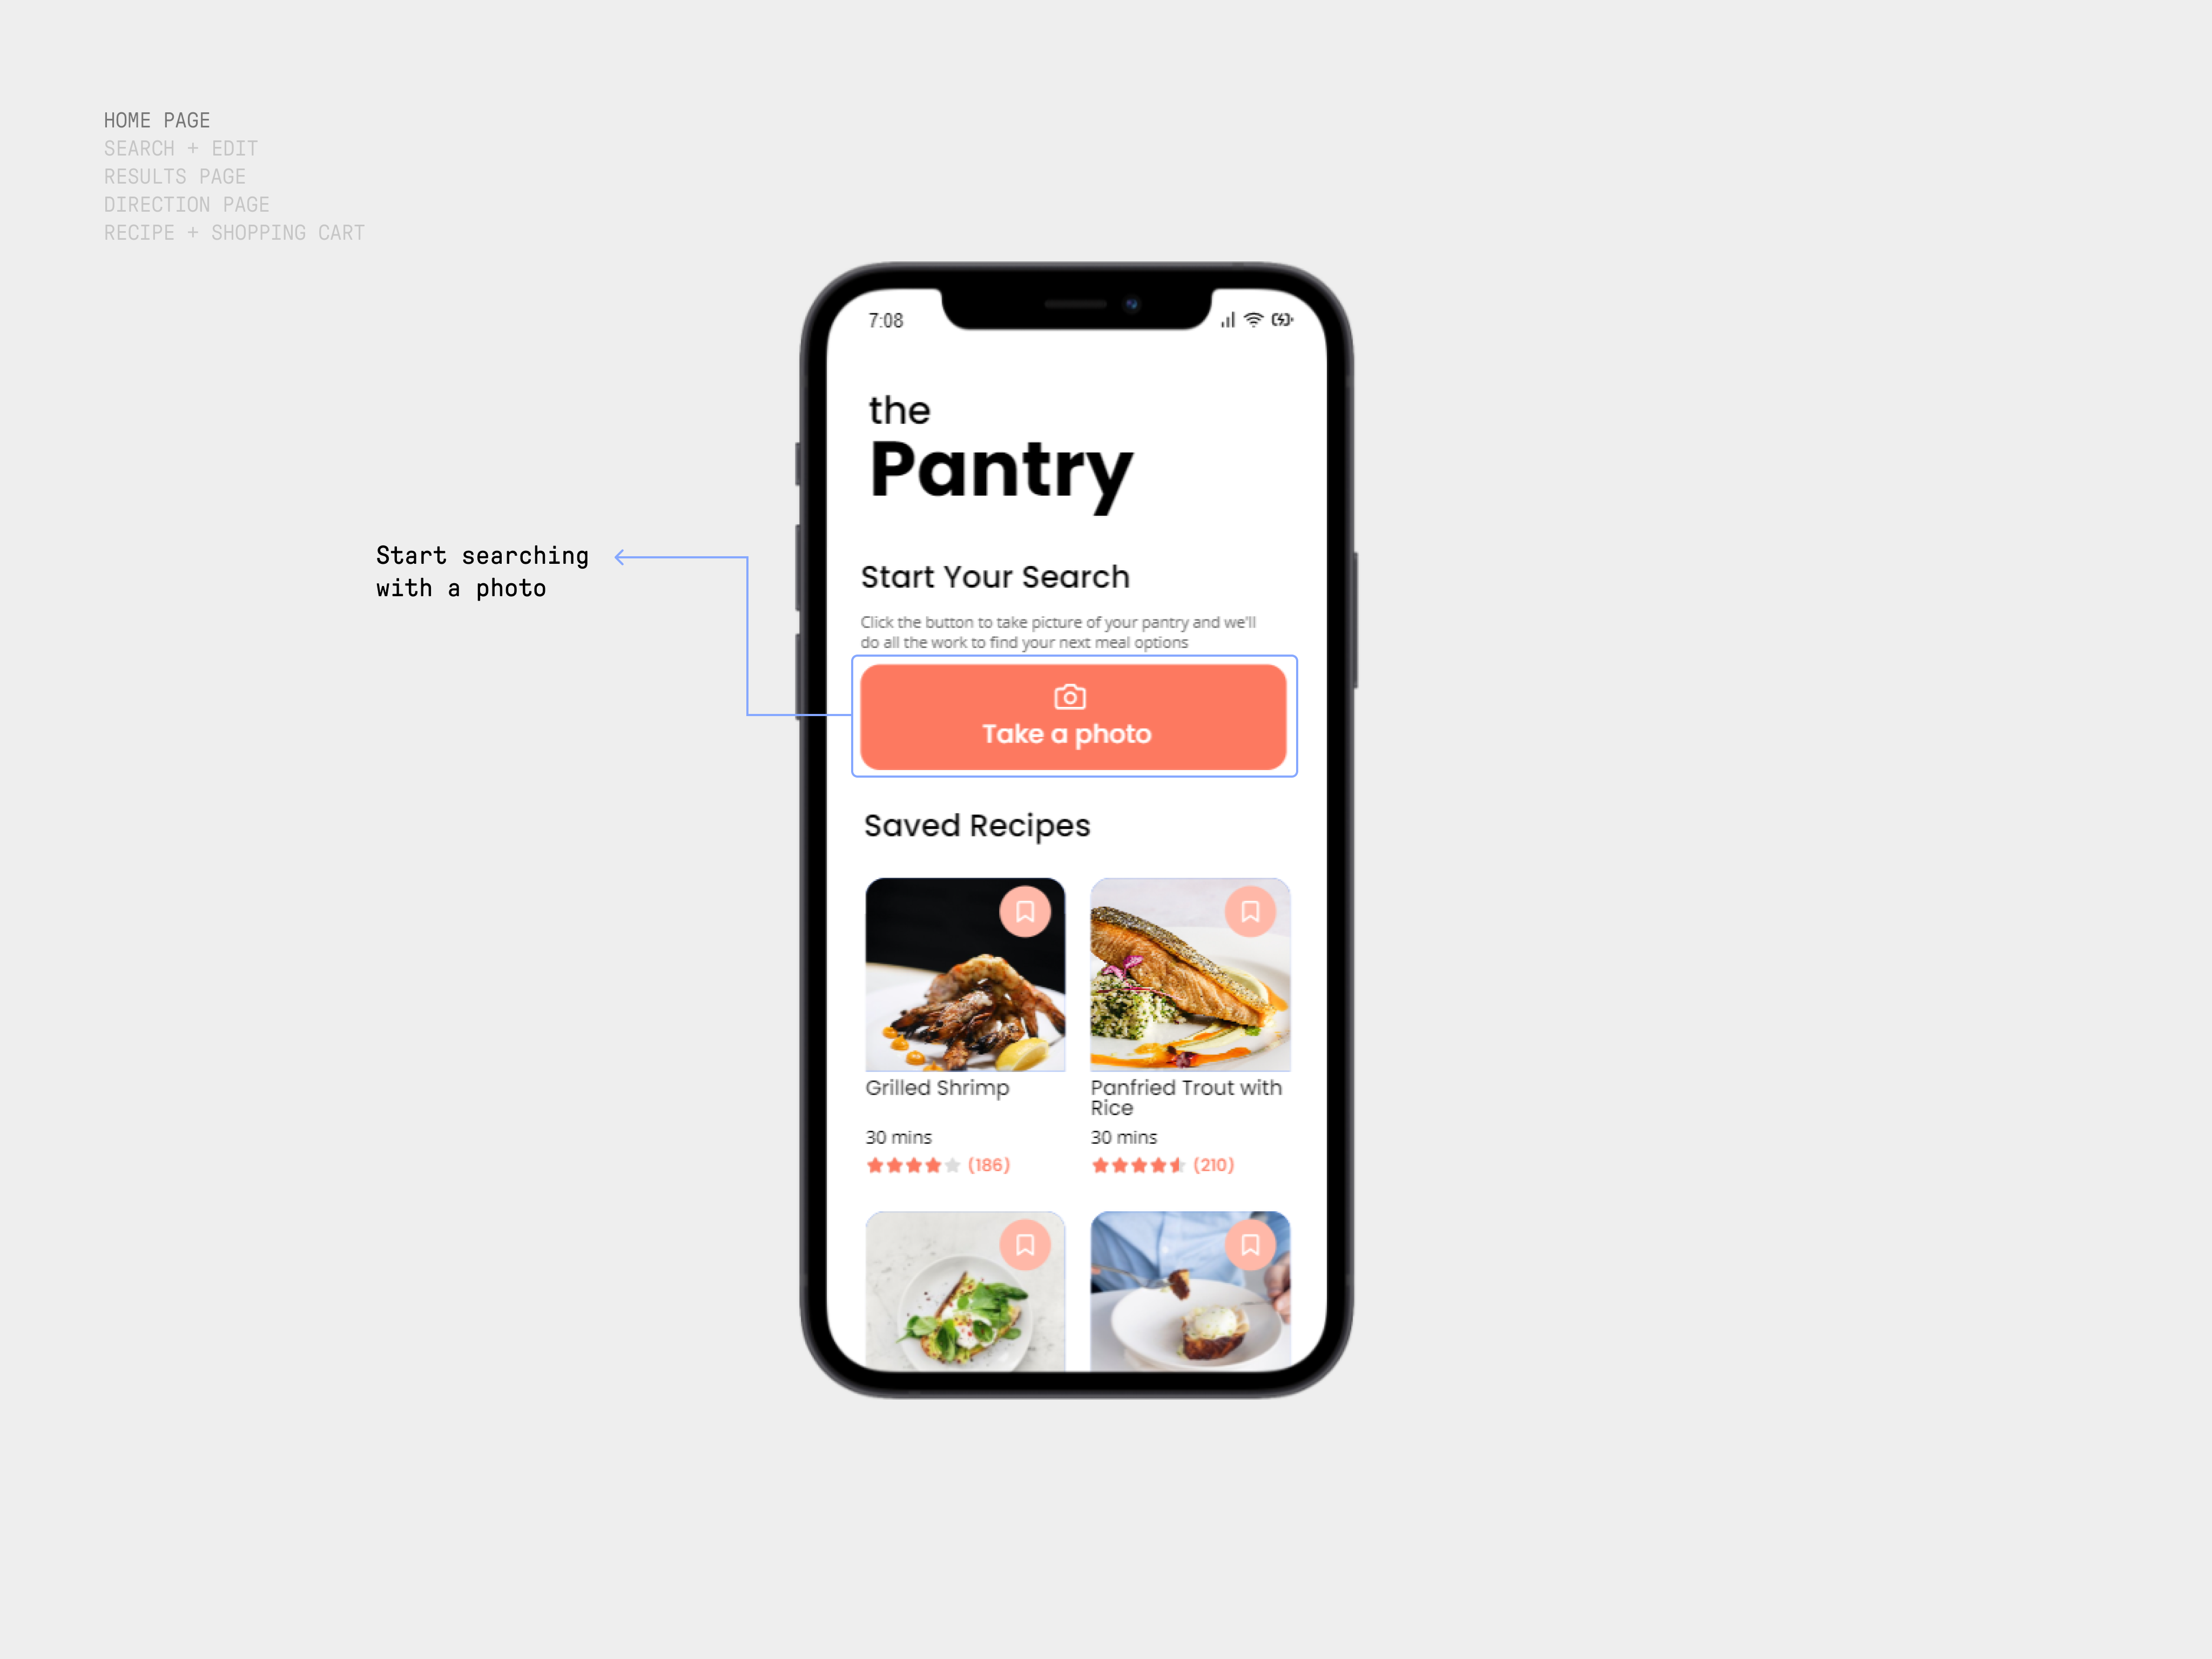 HOME PAGE
SEARCH + EDIT
RESULTS PAGE
DIRECTION PAGE
RECIPE + SHOPPING CART
7:08
the
Pantry
Start searching
with a photo
Start Your Search
Click the button to take picture of your pantry and we'll
do all the work to find your next meal options
Take a photo
Saved Recipes
Grilled Shrimp
30 mins
(186)
Panfried Trout with
Rice
30 mins
(210)